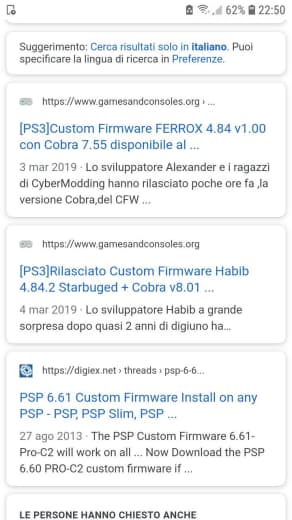 62% 22:50
Suggerimento: Cerca risultati solo in italiano. Puoi
specificare la lingua di ricerca in Preferenze.
https://www.gamesandconsoles.org › ...
[PS3]Custom Firmware FERROX 4.84 v1.00
con Cobra 7.55 disponibile al ...
3 mar 2019 · Lo sviluppatore Alexander e i ragazzi
di CyberModding hanno rilasciato poche ore fa ,la
versione Cobra,del CFW ...
https://www.gamesandconsoles.org
[PS3]Rilasciato Custom Firmware Habib
4.84.2 Starbuged + Cobra v8.01 ...
4 mar 2019 · Lo sviluppatore Habib a grande
sorpresa dopo quasi 2 anni di digiuno ha...
https://digiex.net › threads › psp-6-6...
PSP 6.61 Custom Firmware Install on any
PSP - PSP, PSP Slim, PSP ...
27 ago 2013 · The PSP Custom Firmware 6.61-
Pro-C2 will work on all ... Now Download the PSP
6.60 PRO-C2 custom firmware if ...
LE PERSONE HANNO CHIESTO ANCHE